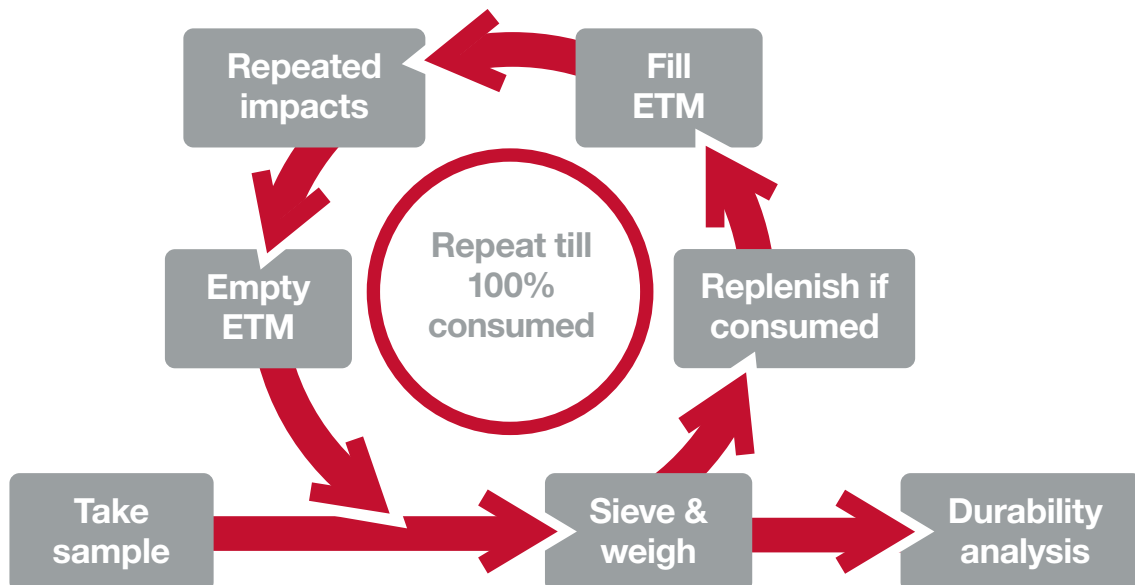 Repeated
impacts
Fill
ETM
Repeat till
100%
consumed
Empty
ETM
Replenish if
consumed
Take
sample
Sieve &
weigh
Durability
analysis